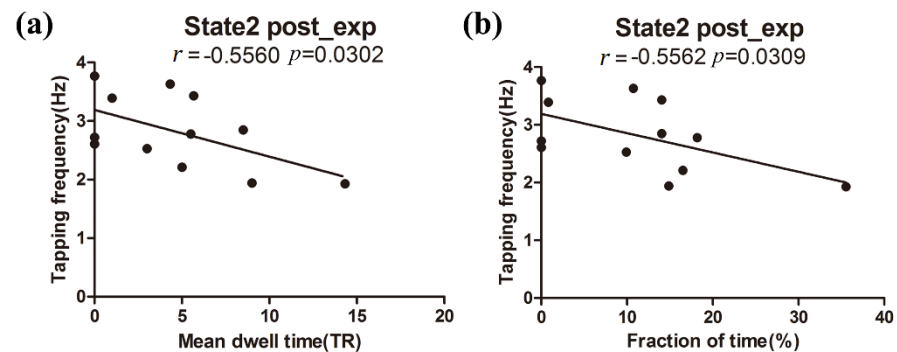 (a)
State2 post_exp
r =-0.5560 p=0.0302
Tapping frequency(Hz)
4
3
2
1
0
0 5 10 15 20
Mean dwell time(TR)
(b)
State2 post_exp
r =-0.5562 p=0.0309
Tapping frequency(Hz)
4
3
2
1
0
0 10 20 30 40
Fraction of time(%)